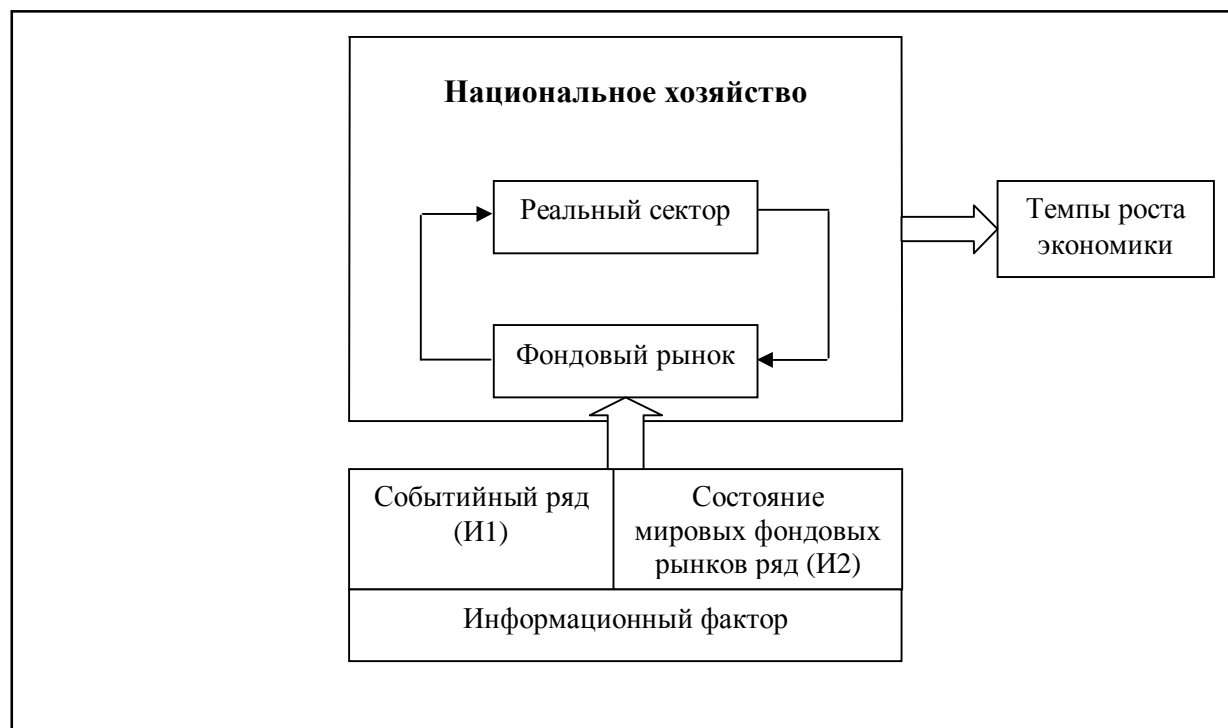 Национальное хозяйство
Реальный сектор
Темпы роста
экономики
Фондовый рынок
Событийный ряд
(И1)
Состояние
мировых фондовых
рынков ряд (И2)
Информационный фактор